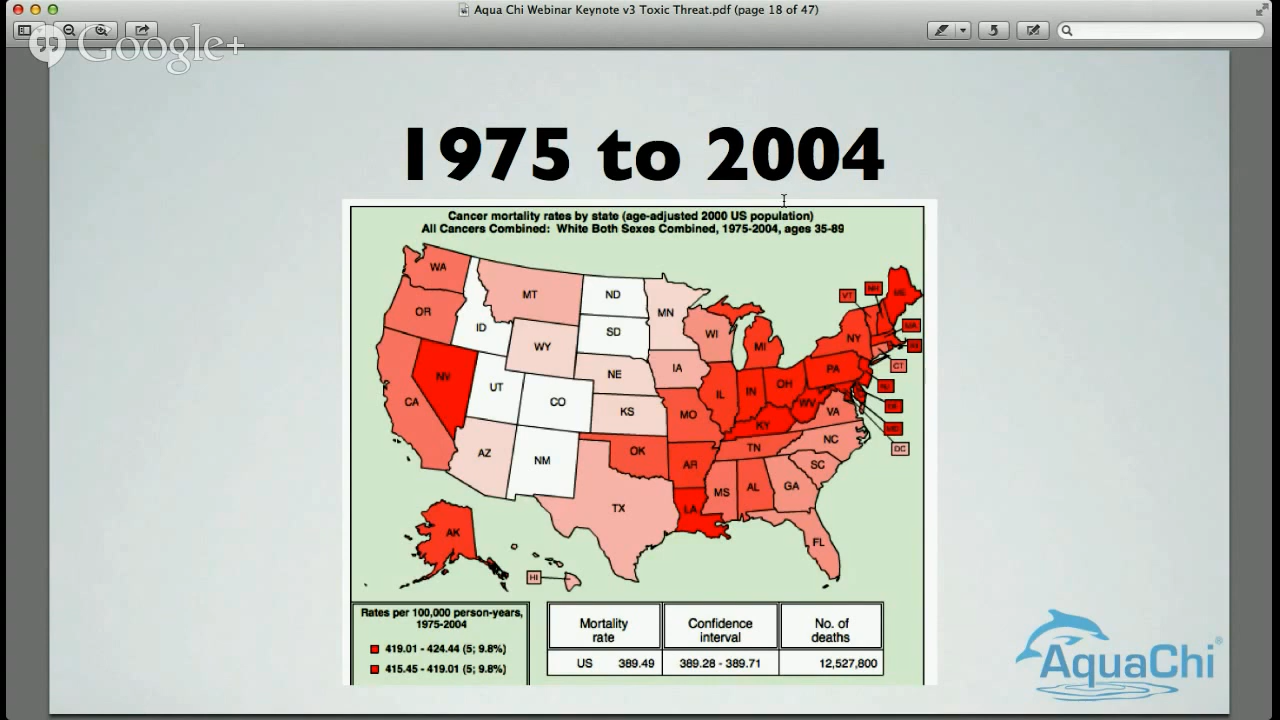 Aqua Chi Webinar Keynote v3 Toxic Threat.pdf (page 18 of 47)
Google+
1975 to 2004
Cancer mortality rates by state (age-adjusted 2000 US population)
All Cancers Combined: White Both Sexes Combined, 1975-2004, ages 35-89
WA
MT
ND
MN
VT
NH
ME
OR
ID
SD
WI
MI
NY
MA
RI
WY
CT
NV
NE
IA
PA
NJ
UT
CA
CO
KS
MO
IL
IN
OH
WV
VA
DE
MD
KY
AZ
NM
OK
AR
TN
NC
DC
SC
MS
AL
GA
TX
LA
FL
AK
HI
Rates per 100,000 person-years,
1975-2004
419.01 - 424.44 (5; 9.8%)
415.45 - 419.01 (5; 9.8%)
Mortality rate
Confidence interval
No. of deaths
US 389.49 389.28 - 389.71 12,527,800
AquaChi®